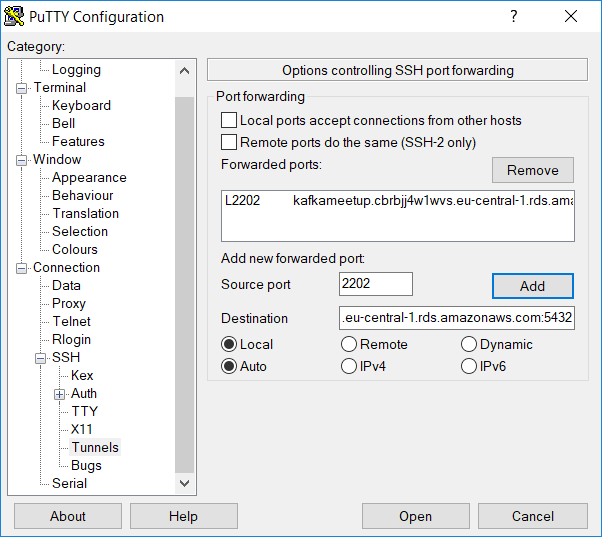 PuTTY Configuration
Category:
Logging
Terminal
Keyboard
Bell
Features
Window
Appearance
Behaviour
Translation
Selection
Colours
Connection
Data
Proxy
Telnet
Rlogin
SSH
Kex
Auth
TTY
X11
Tunnels
Bugs
Serial
Options controlling SSH port forwarding
Port forwarding
Local ports accept connections from other hosts
Remote ports do the same (SSH-2 only)
Forwarded ports:
Remove
L2202 kafkameetup.cbrbjj4w1wvs.eu-central-1.rds.ama
Add new forwarded port:
Source port 2202 Add
Destination .eu-central-1.rds.amazonaws.com:5432
Local Remote Dynamic
Auto IPv4 IPv6
About Help Open Cancel